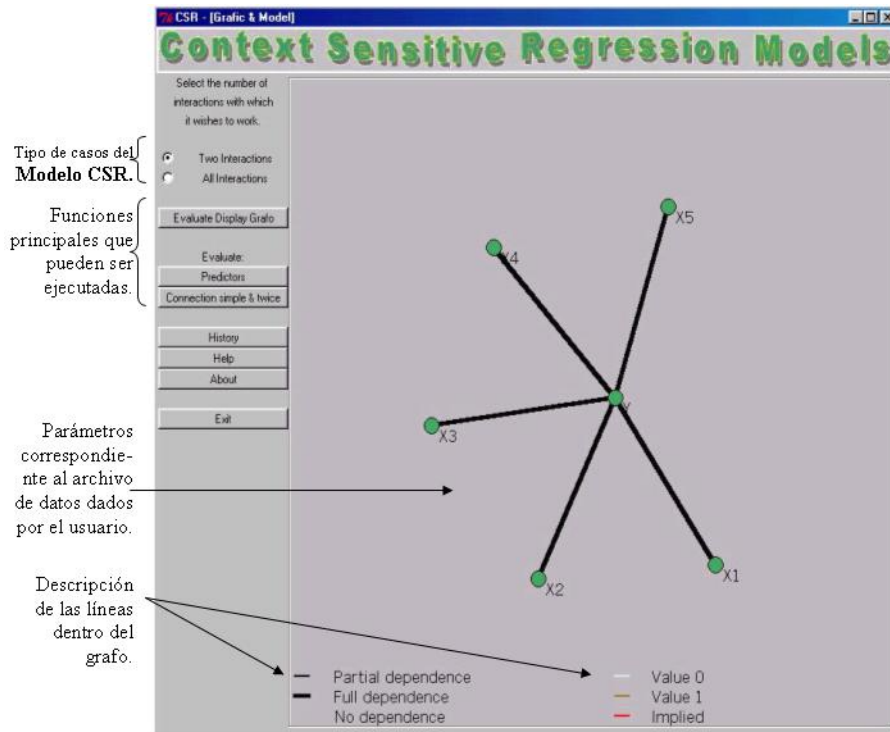 CSR - [Grafic & Model]
Context Sensitive Regression Models
Select the number of
interactions with which
it wishes to work.
Two Interactions
All Interactions
Evaluate Display Grafo
Evaluate:
Predictors
Connection simple & twice
History
Help
About
Exit
Tipo de casos del
Modelo CSR.
Funciones
principales que
pueden ser
ejecutadas.
Parámetros
correspondie-
nte al archivo
de datos dados
por el usuario.
Descripción
de las líneas
dentro del
grafo.
X5
X4
Y
X3
X2
X1
Partial dependence
Full dependence
No dependence
Value 0
Value 1
Implied